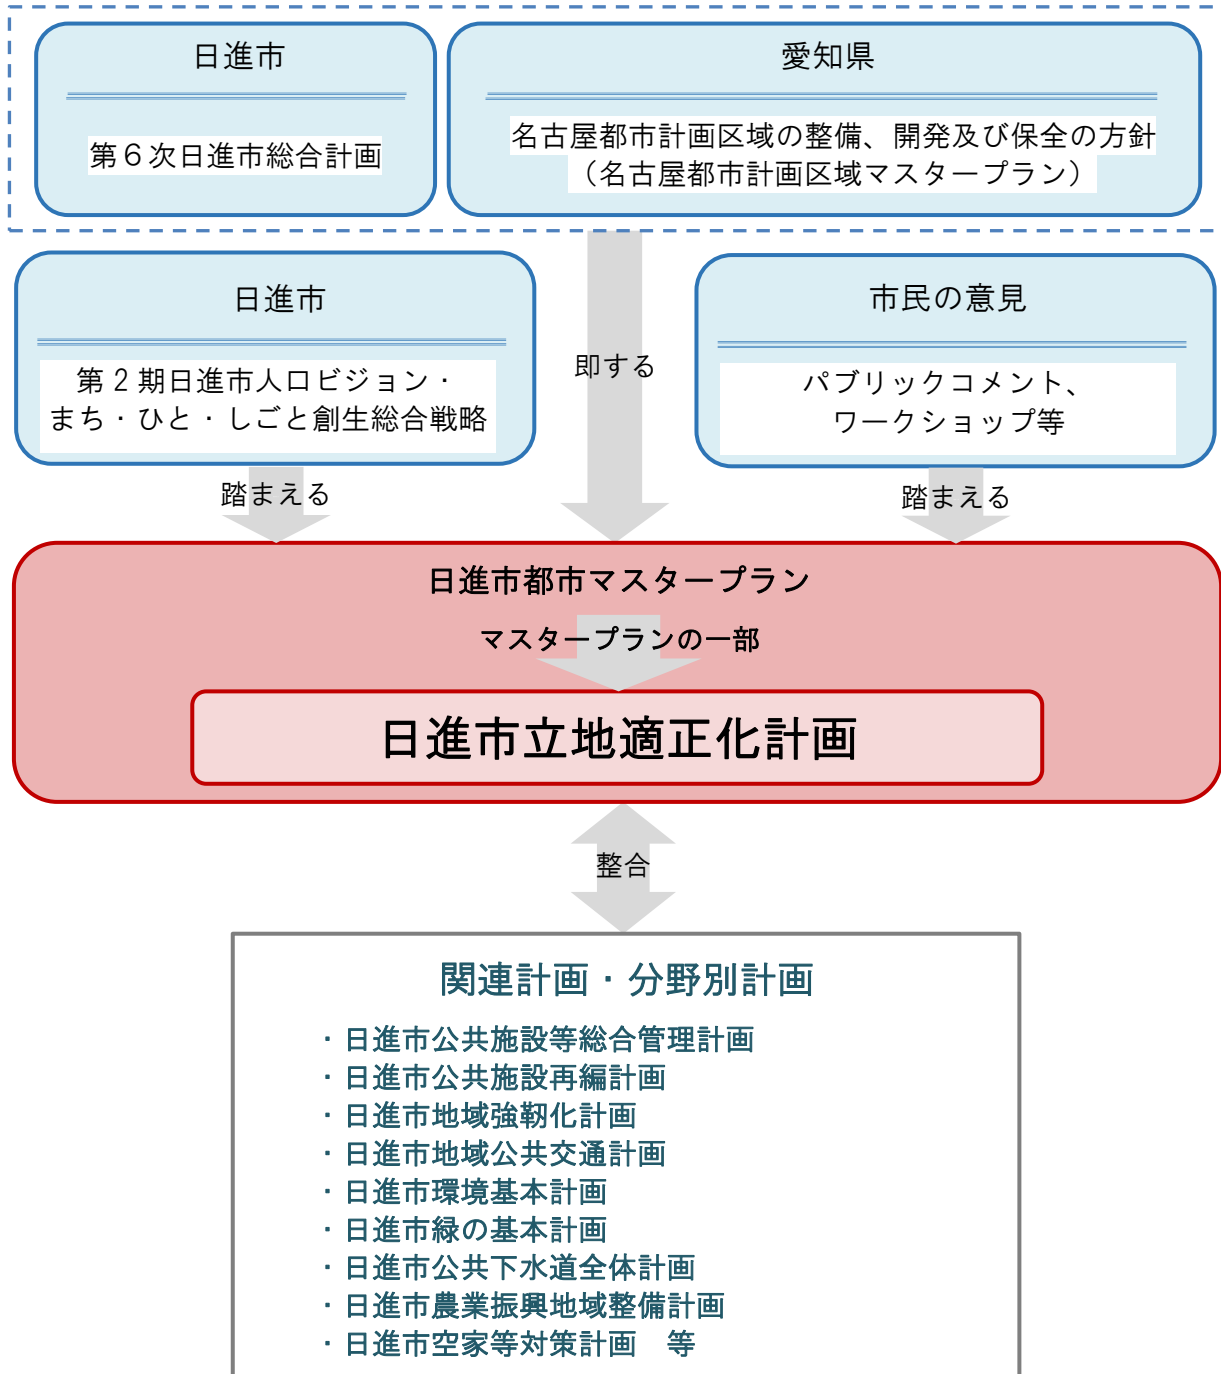 日進市
第６次日進市総合計画
愛知県
名古屋都市計画区域の整備、開発及び保全の方針
（名古屋都市計画区域マスタープラン）
日進市
第２期日進市人口ビジョン・
まち・ひと・しごと創生総合戦略
即する
市民の意見
パブリックコメント、
ワークショップ等
踏まえる
踏まえる
日進市都市マスタープラン
マスタープランの一部
日進市立地適正化計画
整合
関連計画・分野別計画
・日進市公共施設等総合管理計画
・日進市公共施設再編計画
・日進市地域強靭化計画
・日進市地域公共交通計画
・日進市環境基本計画
・日進市緑の基本計画
・日進市公共下水道全体計画
・日進市農業振興地域整備計画
・日進市空家等対策計画　等